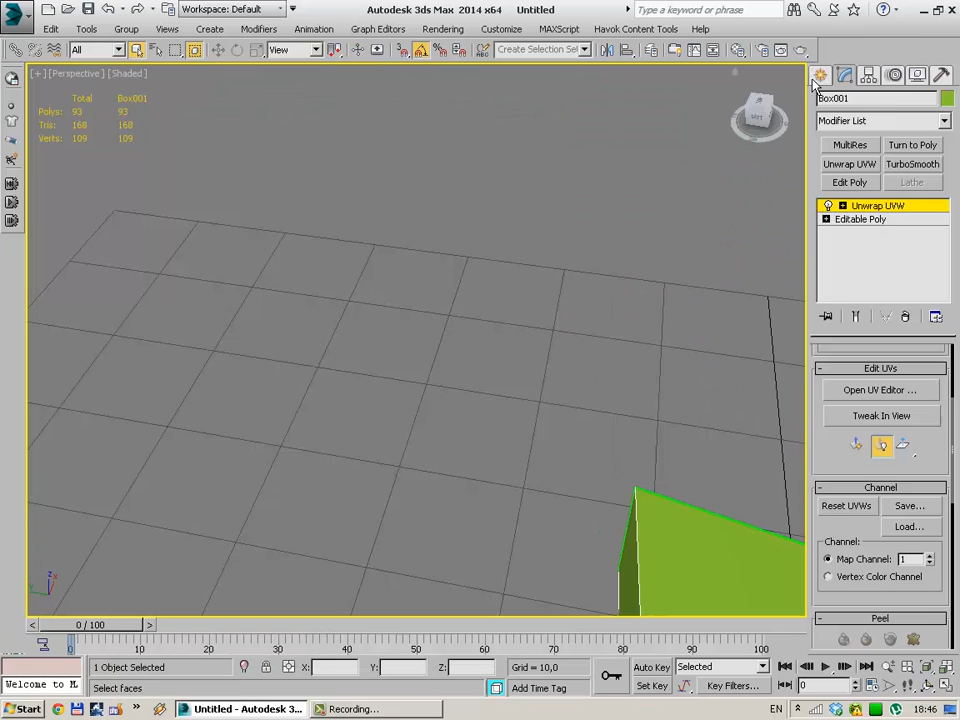 Workspace: Default
Autodesk 3ds Max 2014 x64
Untitled
Type a keyword or phrase
Edit Tools Group Views Create Modifiers Animation Graph Editors Rendering Customize MAXScript Havok Content Tools Help
All View Create Selection Se
[+] [Perspective] [Shaded]
Total Box001
Polys: 93 93
Tris: 168 168
Verts: 109 109
Box001
Modifier List
MultiRes Turn to Poly
Unwrap UVW TurboSmooth
Edit Poly Lathe
Unwrap UVW
Editable Poly
Edit UVs
Open UV Editor ...
Tweak In View
Channel
Reset UVWs Save...
Load...
Channel:
Map Channel: 1
Vertex Color Channel
Peel
0 / 100
0 10 20 30 40 50 60 70 80 90 100
1 Object Selected X: Y: Z: Grid = 10,0 Auto Key Selected
Welcome to M. Select faces Add Time Tag Set Key Key Filters... 0
Start Untitled - Autodesk 3... Recording... EN 18:46